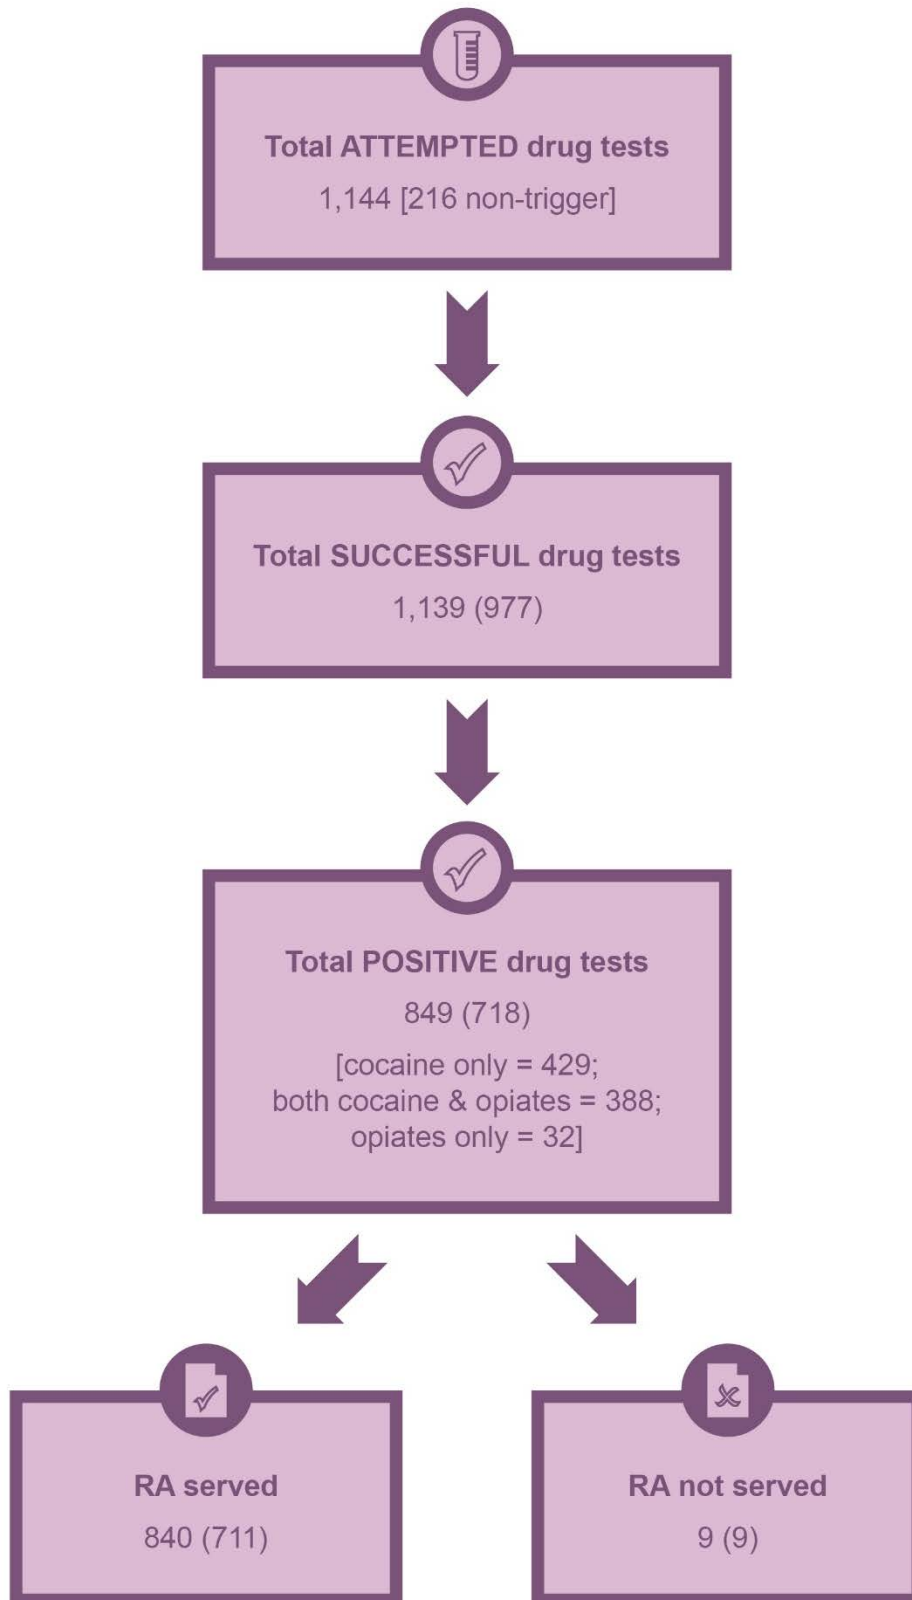 Total ATTEMPTED drug tests
1,144 [216 non-trigger]
Total SUCCESSFUL drug tests
1,139 (977)
Total POSITIVE drug tests
849 (718)
[cocaine only = 429;
both cocaine & opiates = 388;
opiates only = 32]
RA served
840 (711)
RA not served
9 (9)